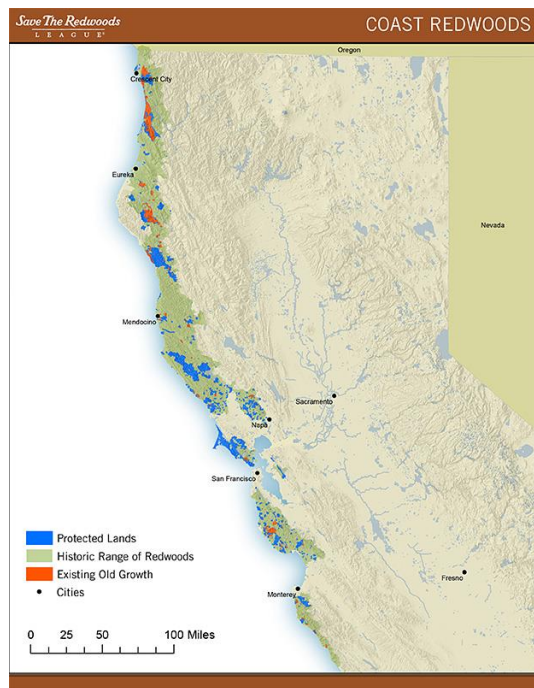 Save The Redwoods
LEAGUE®
COAST REDWOODS
Oregon
Crescent City
Eureka
Nevada
Mendocino
Sacramento
Napa
San Francisco
Protected Lands
Historic Range of Redwoods
Existing Old Growth
Cities
Fresno
Monterey
0 25 50 100 Miles